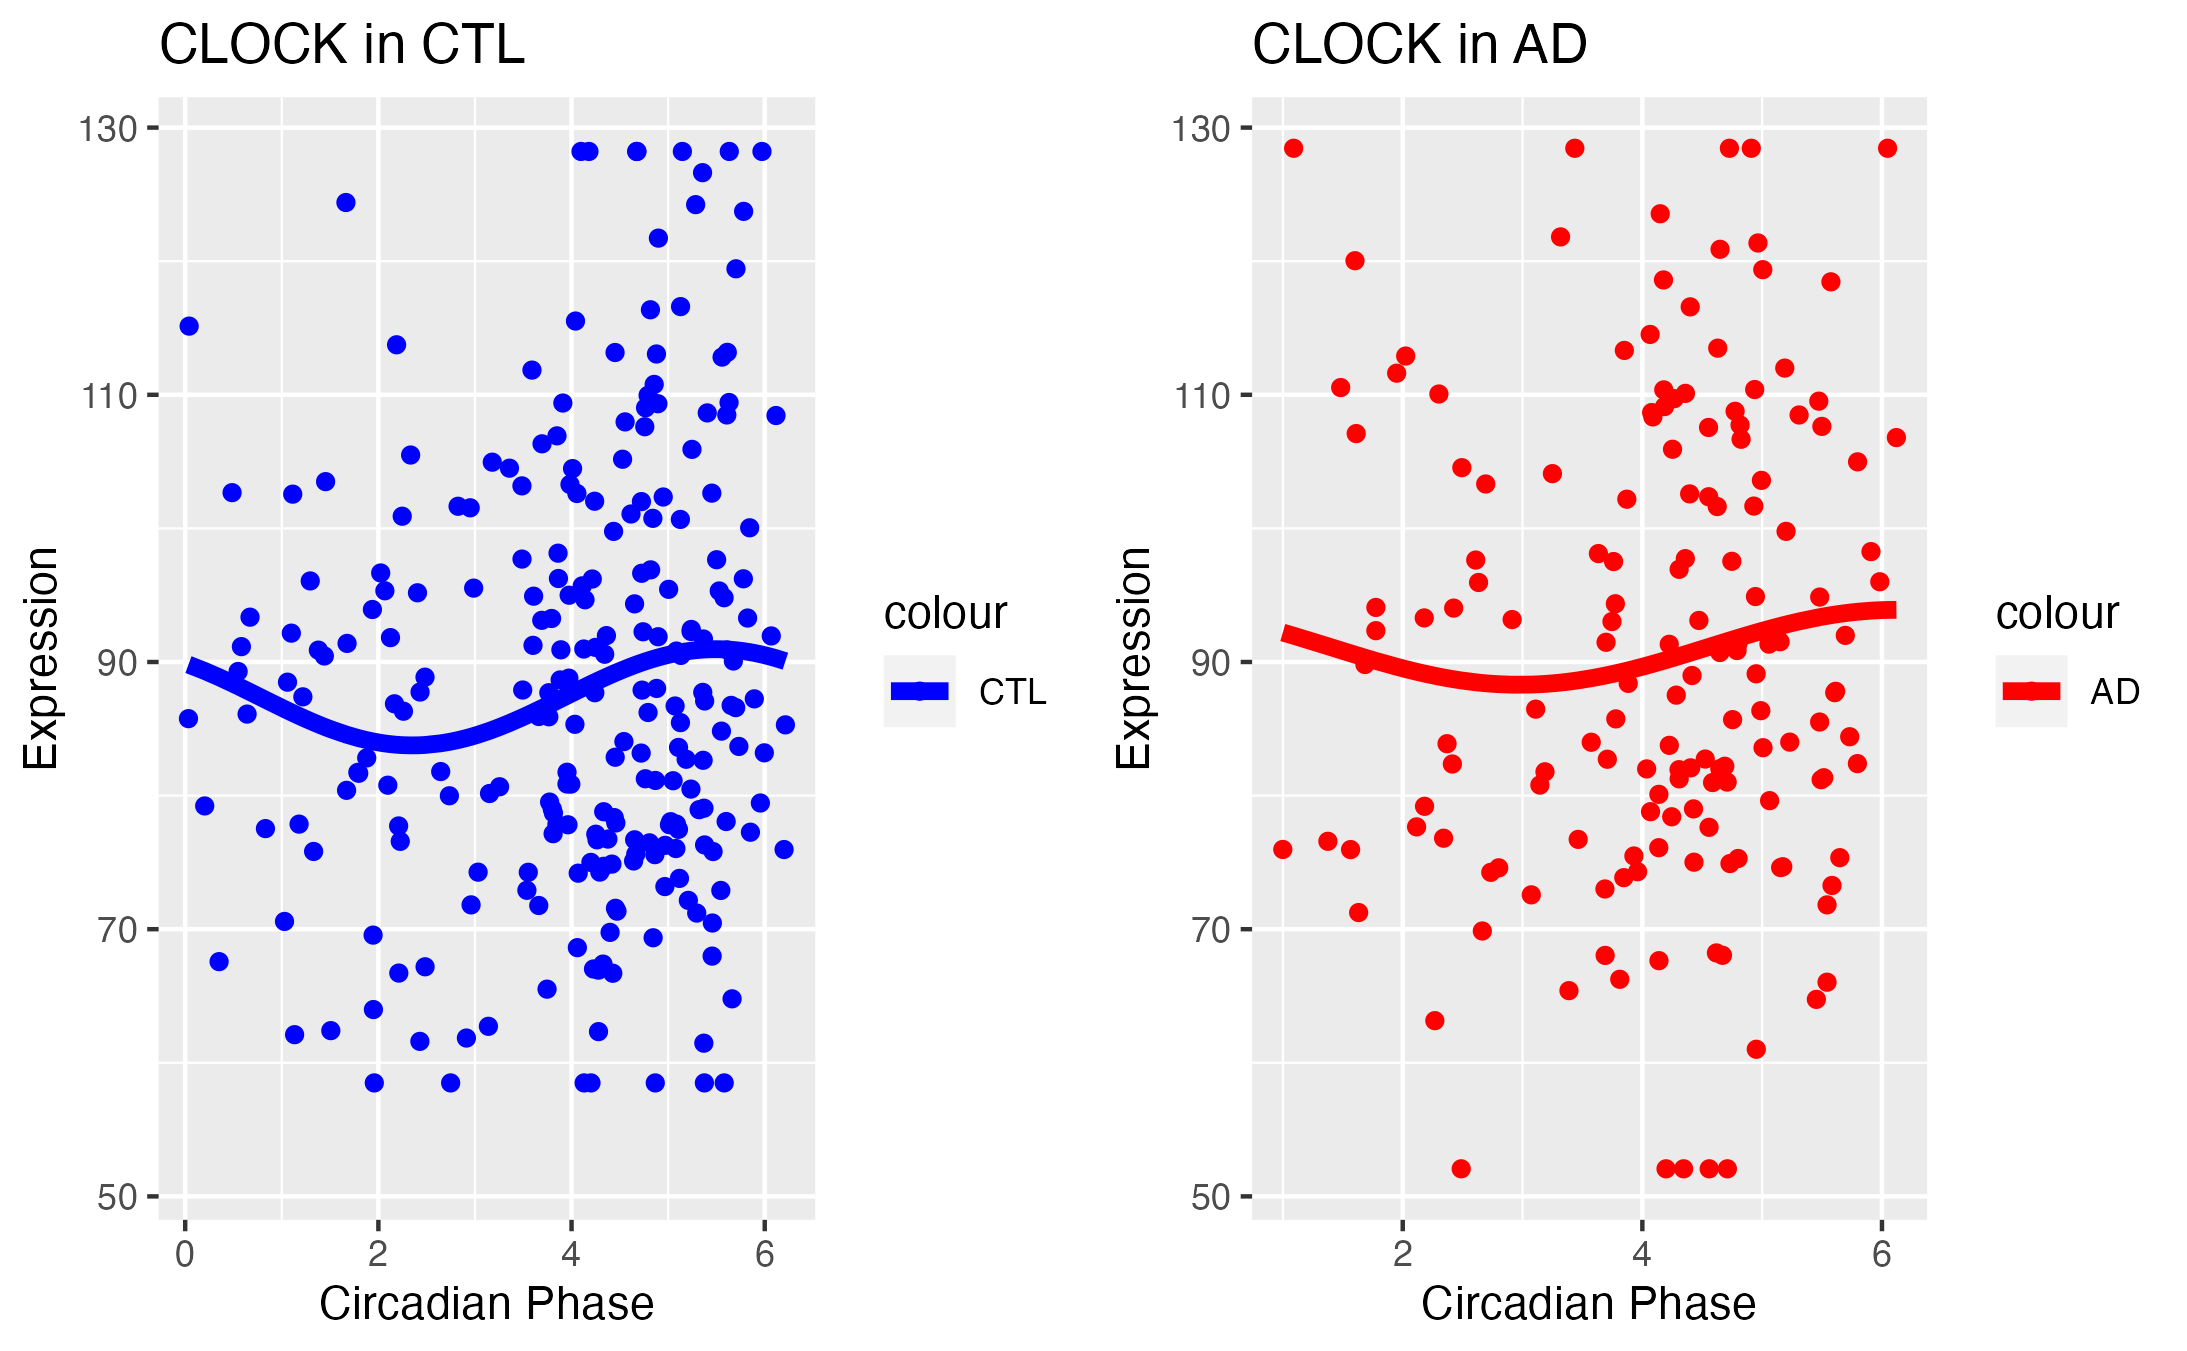 CLOCK in CTL
130
110
90
70
50
Expression
0 2 4 6
Circadian Phase
colour
CTL
CLOCK in AD
130
110
90
70
50
Expression
2 4 6
Circadian Phase
colour
AD